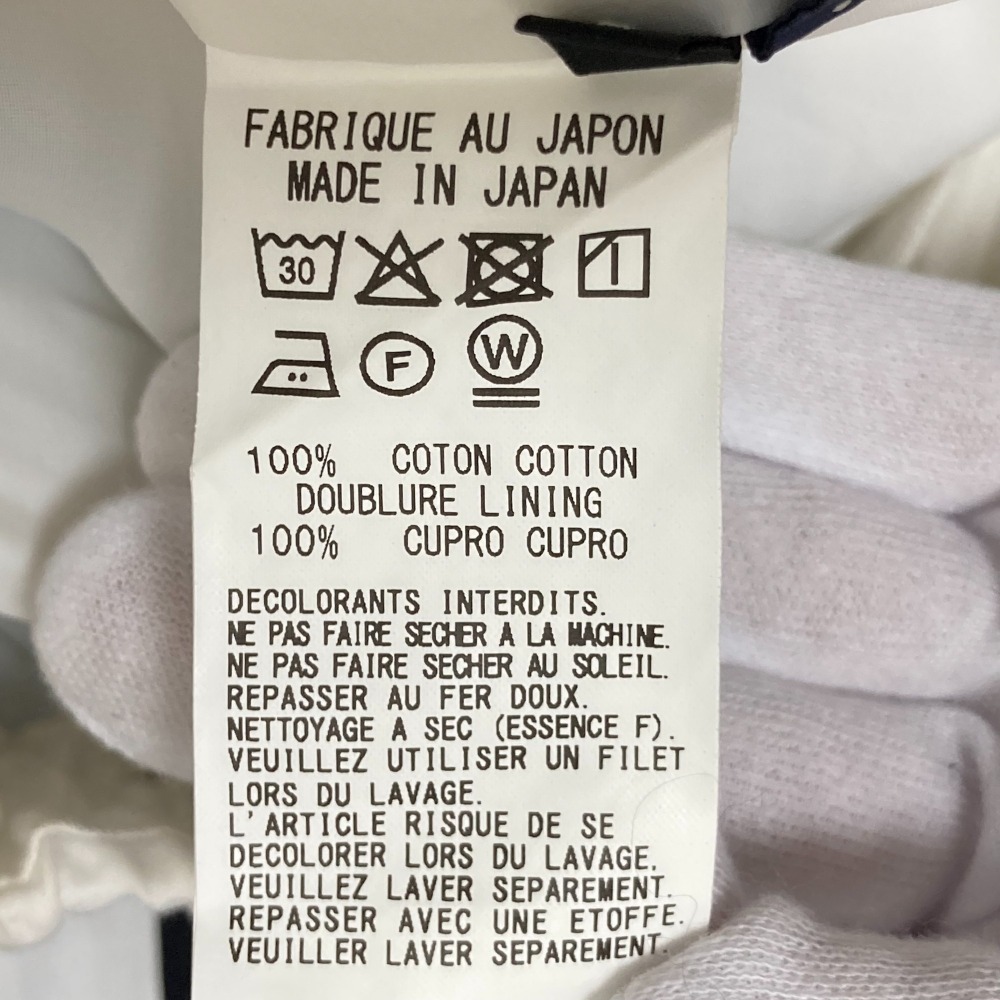 FABRIQUE AU JAPON
MADE IN JAPAN
30
F W
100% COTON COTTON
DOUBLURE LINING
100% CUPRO CUPRO
DECOLORANTS INTERDITS.
NE PAS FAIRE SECHER A LA MACHINE.
NE PAS FAIRE SECHER AU SOLEIL.
REPASSER AU FER DOUX.
NETTOYAGE A SEC (ESSENCE F).
VEUILLEZ UTILISER UN FILET
LORS DU LAVAGE.
L'ARTICLE RISQUE DE SE
DECOLORER LORS DU LAVAGE.
VEUILLEZ LAVER SEPAREMENT.
REPASSER AVEC UNE ETOFFE.
VEUILLER LAVER SEPAREMENT.